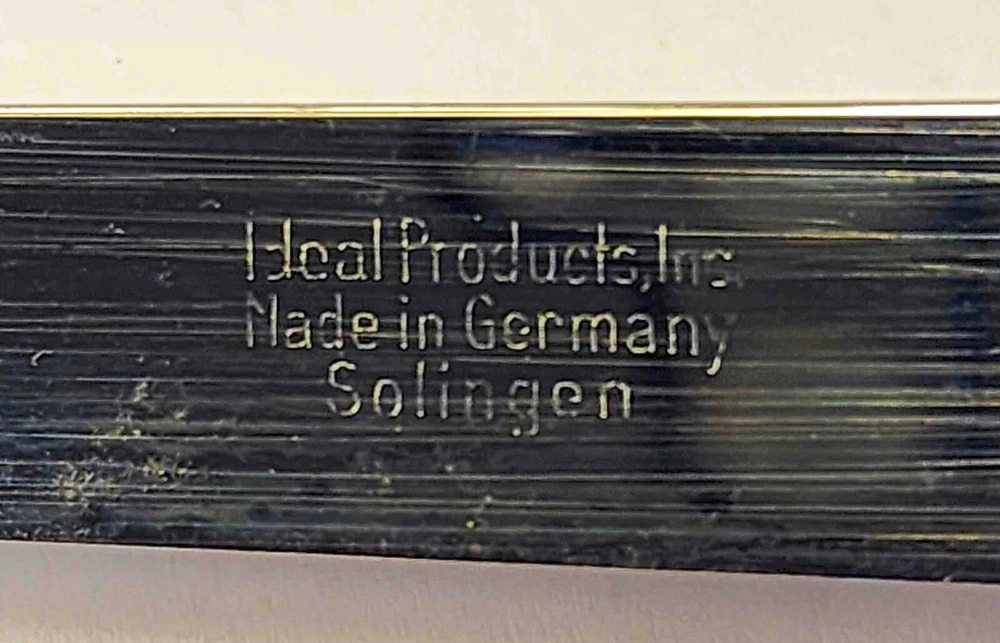 Ideal Products, Inc.
Made in Germany
Solingen